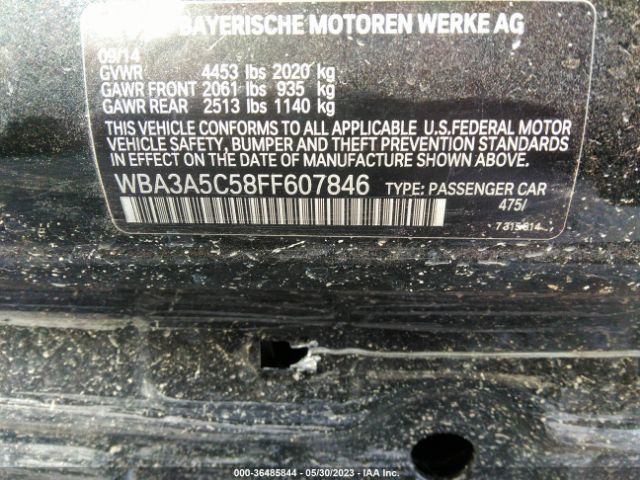 BAYERISCHE MOTOREN WERKE AG
09/14
GVWR 4453 lbs 2020 kg
GAWR FRONT 2061 lbs 935 kg
GAWR REAR 2513 lbs 1140 kg
THIS VEHICLE CONFORMS TO ALL APPLICABLE U.S.FEDERAL MOTOR
VEHICLE SAFETY, BUMPER AND THEFT PREVENTION STANDARDS
IN EFFECT ON THE DATE OF MANUFACTURE SHOWN ABOVE.
WBA3A5C58FF607846 TYPE: PASSENGER CAR
475/
000-36485844 - 05/30/2023 - IAA Inc.